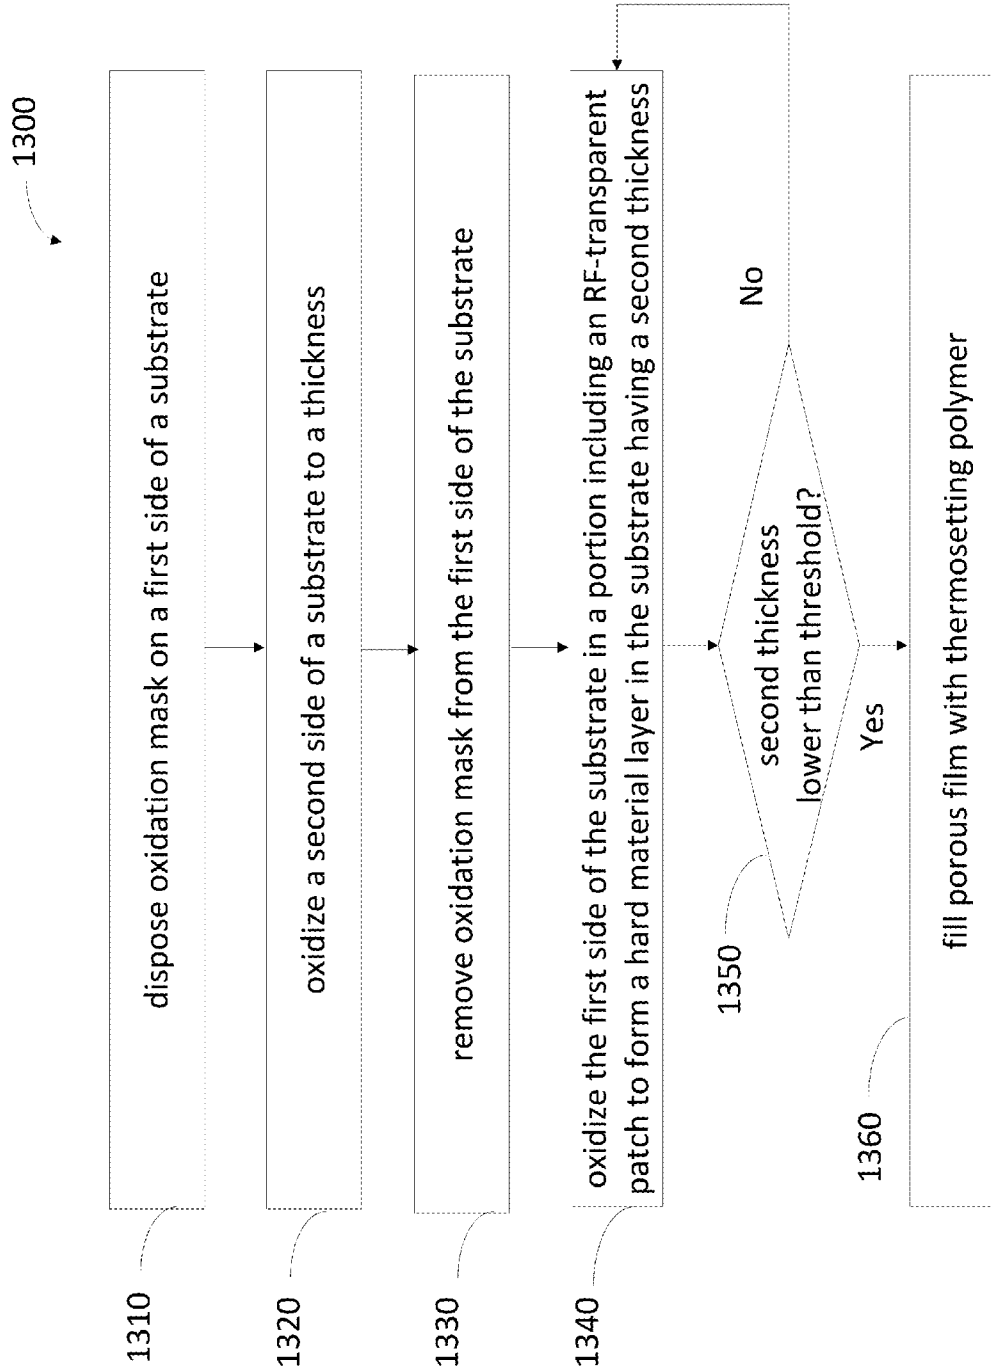 1300
1310
dispose oxidation mask on a first side of a substrate
1320
oxidize a second side of a substrate to a thickness
1330
remove oxidation mask from the first side of the substrate
1340
oxidize the first side of the substrate in a portion including an RF-transparent
patch to form a hard material layer in the substrate having a second thickness
1350
second thickness
lower than threshold?
No
Yes
1360
fill porous film with thermosetting polymer